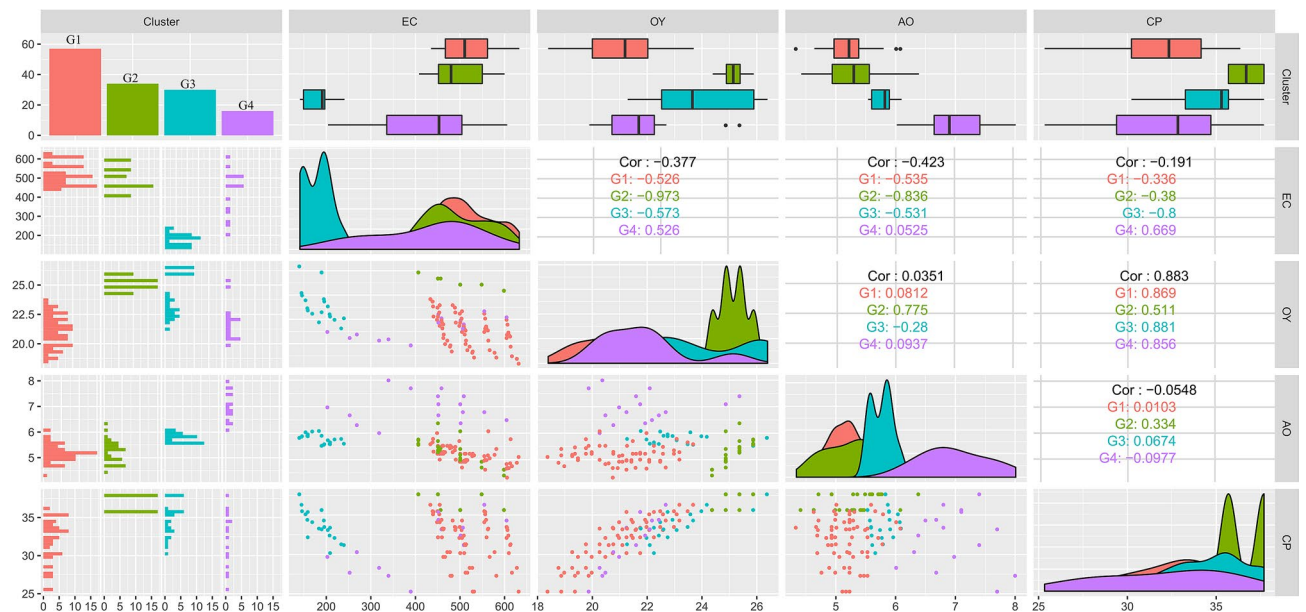 Cluster EC OY AO CP
G1 G2 G3 G4
60
40
20
0
Cluster
600
500
400
300
200
Cor : −0.377
G1: −0.526
G2: −0.973
G3: −0.573
G4: 0.526
Cor : −0.423
G1: −0.535
G2: −0.836
G3: −0.531
G4: 0.0525
Cor : −0.191
G1: −0.336
G2: −0.38
G3: −0.8
G4: 0.669
EC
25.0
22.5
20.0
Cor : 0.0351
G1: 0.0812
G2: 0.775
G3: −0.28
G4: 0.0937
Cor : 0.883
G1: 0.869
G2: 0.511
G3: 0.881
G4: 0.856
OY
8
7
6
5
Cor : −0.0548
G1: 0.0103
G2: 0.334
G3: 0.0674
G4: −0.0977
AO
35
30
25
CP
0 5 10 15 0 5 10 15 0 5 10 15 0 5 10 15 200 300 400 500 600 18 20 22 24 26 5 6 7 8 25 30 35